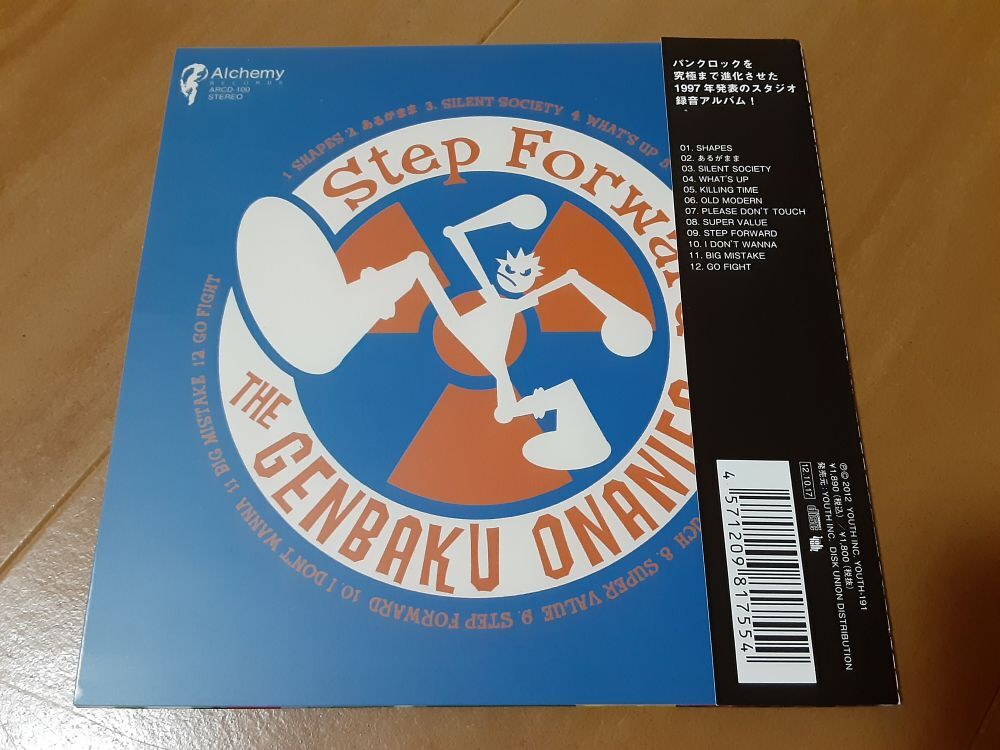 Alchemy
RECORDS
ARCD-100
STEREO
1. SHAPES 2. あるがまま 3. SILENT SOCIETY 4. WHAT'S UP 5
UCH 8. SUPER VALUE 9. STEP FORWARD 10. I DON'T WANNA 11. BIG MISTAKE 12. GO FIGHT
Step Forwar
THE GENBAKU ONANIE
パンクロックを
究極まで進化させた
1997年発表のスタジオ
録音アルバム!
01. SHAPES
02. あるがまま
03. SILENT SOCIETY
04. WHAT'S UP
05. KILLING TIME
06. OLD MODERN
07. PLEASE DON'T TOUCH
08. SUPER VALUE
09. STEP FORWARD
10. I DON'T WANNA
11. BIG MISTAKE
12. GO FIGHT
℗© 2012 YOUTH INC. YOUTH-191
¥1,890 (税込) / ¥1,800 (税抜)
発売元:YOUTH INC. DISK UNION DISTRIBUTION
12.10.17
4571209817554